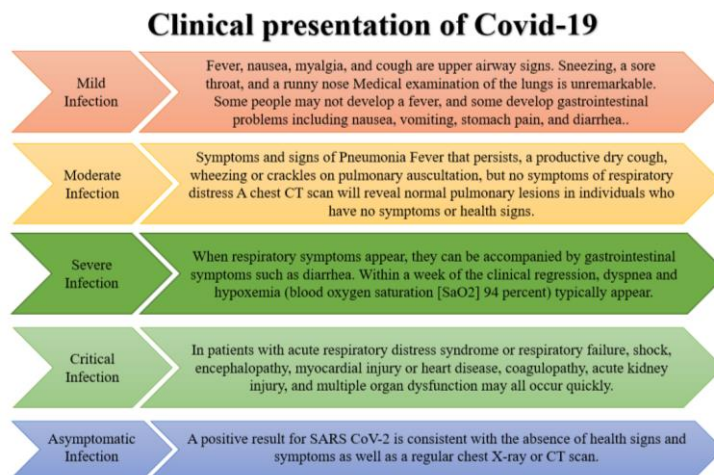 Clinical presentation of Covid-19
Mild
Infection
Fever, nausea, myalgia, and cough are upper airway signs. Sneezing, a sore
throat, and a runny nose Medical examination of the lungs is unremarkable.
Some people may not develop a fever, and some develop gastrointestinal
problems including nausea, vomiting, stomach pain, and diarrhea..
Moderate
Infection
Symptoms and signs of Pneumonia Fever that persists, a productive dry cough,
wheezing or crackles on pulmonary auscultation, but no symptoms of respiratory
distress A chest CT scan will reveal normal pulmonary lesions in individuals who
have no symptoms or health signs.
Severe
Infection
When respiratory symptoms appear, they can be accompanied by gastrointestinal
symptoms such as diarrhea. Within a week of the clinical regression, dyspnea and
hypoxemia (blood oxygen saturation [SaO2] 94 percent) typically appear.
Critical
Infection
In patients with acute respiratory distress syndrome or respiratory failure, shock,
encephalopathy, myocardial injury or heart disease, coagulopathy, acute kidney
injury, and multiple organ dysfunction may all occur quickly.
Asymptomatic
Infection
A positive result for SARS CoV-2 is consistent with the absence of health signs and
symptoms as well as a regular chest X-ray or CT scan.